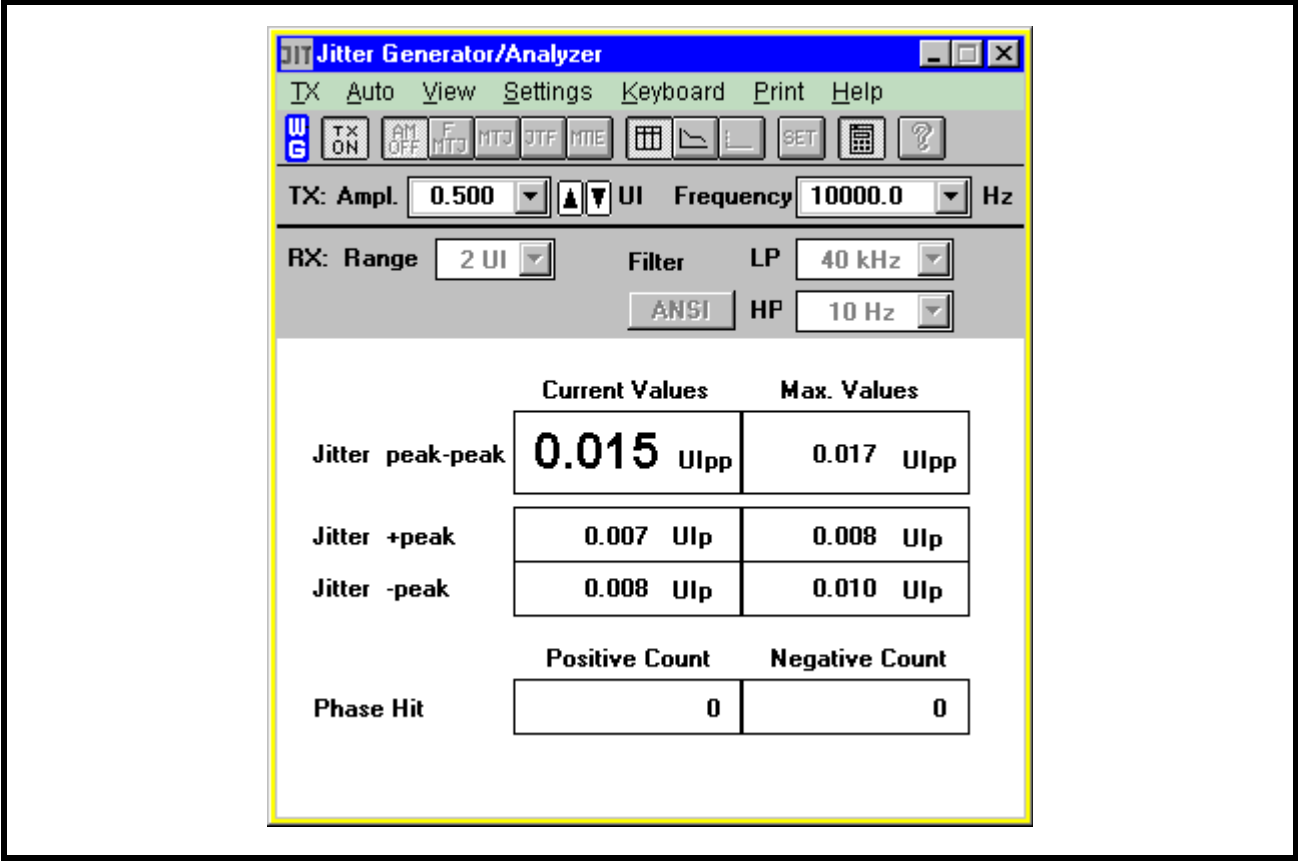 JIT Jitter Generator/Analyzer
TX Auto View Settings Keyboard Print Help
WG TX ON AM OFF F MTJ MTJ JTF MTIE SET ?
TX: Ampl. 0.500 UI Frequency 10000.0 Hz
RX: Range 2 UI Filter LP 40 kHz
ANSI HP 10 Hz
Current Values Max. Values
Jitter peak-peak 0.015 UIpp 0.017 UIpp
Jitter +peak 0.007 UIp 0.008 UIp
Jitter -peak 0.008 UIp 0.010 UIp
Positive Count Negative Count
Phase Hit 0 0